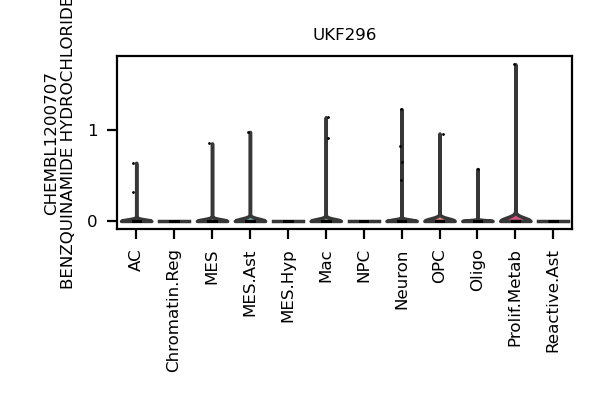 UKF296
CHEMBL1200707
BENZQUINAMIDE HYDROCHLORIDE
1
0
AC
Chromatin.Reg
MES
MES.Ast
MES.Hyp
Mac
NPC
Neuron
OPC
Oligo
Prolif.Metab
Reactive.Ast